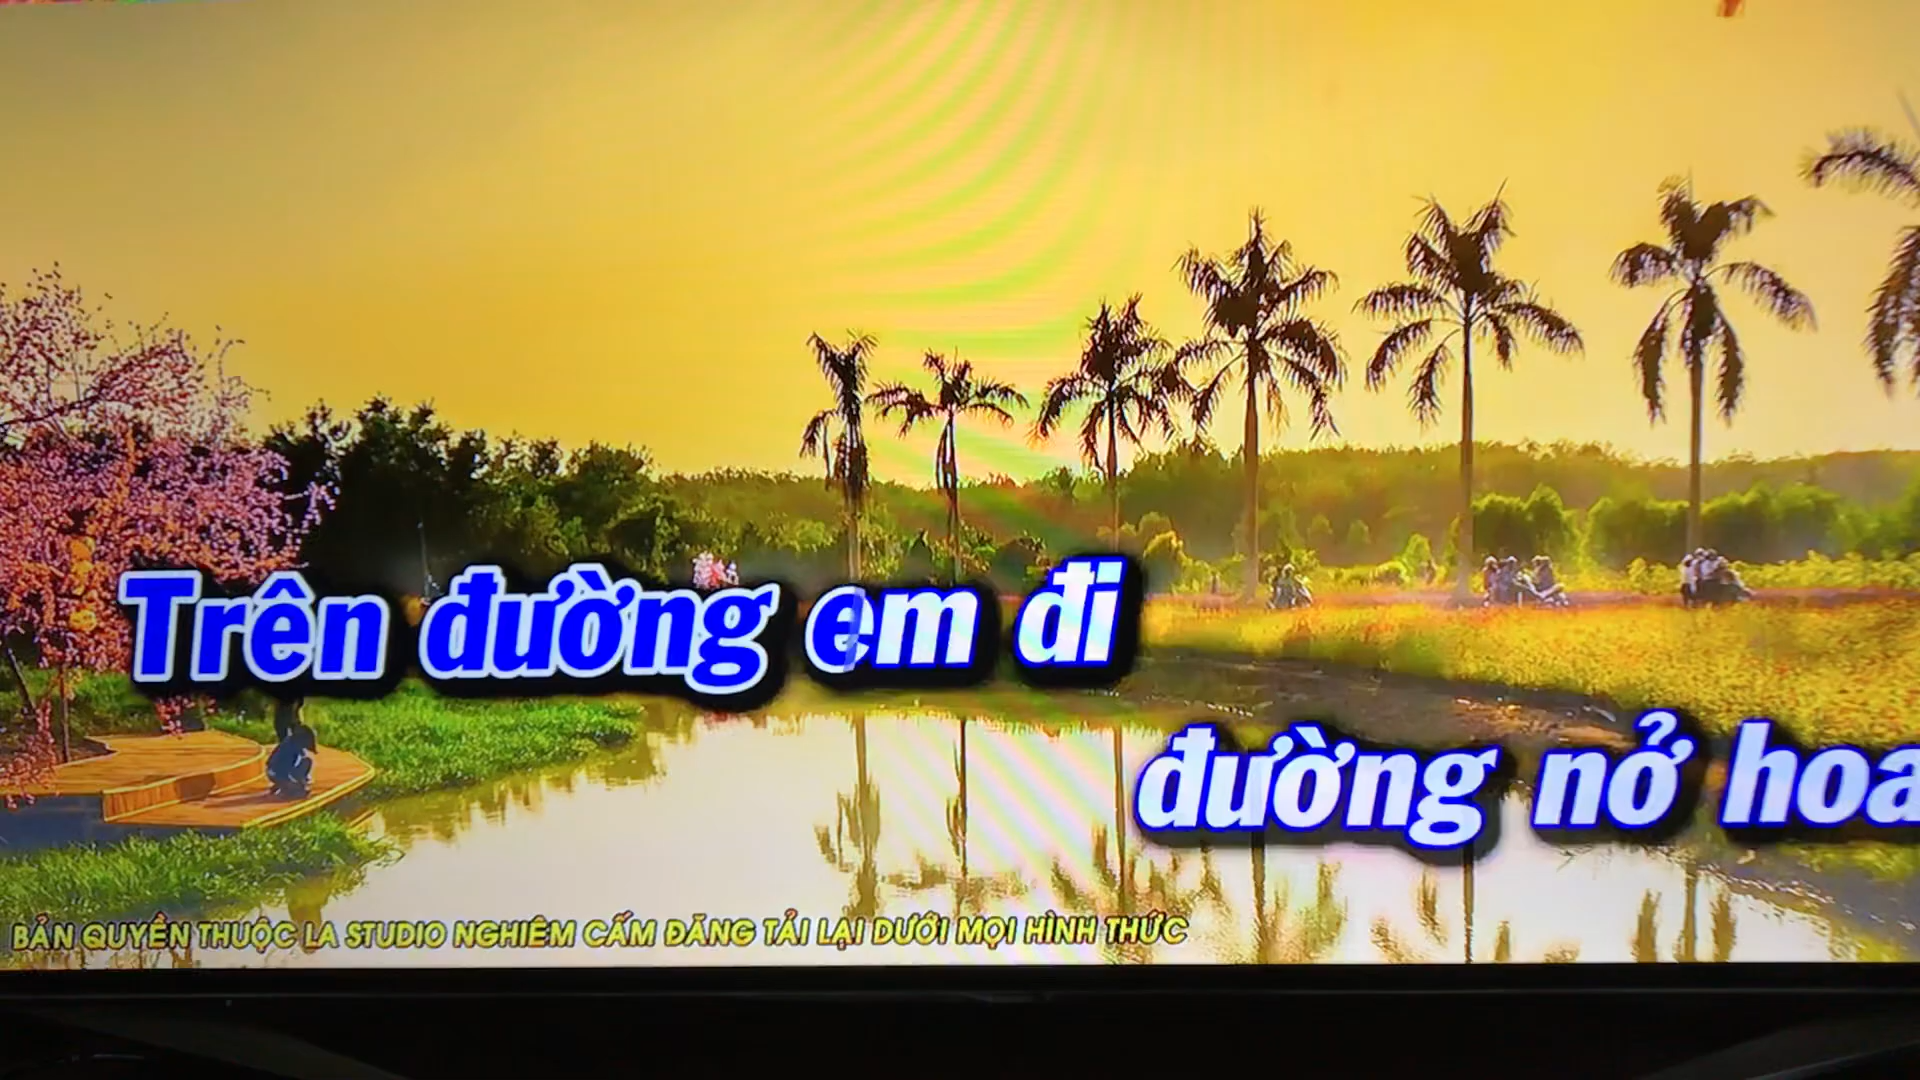 Trên đường em đi
đường nở hoa
BẢN QUYỀN THUỘC LA STUDIO NGHIÊM CẤM ĐĂNG TẢI LẠI DƯỚI MỌI HÌNH THỨC